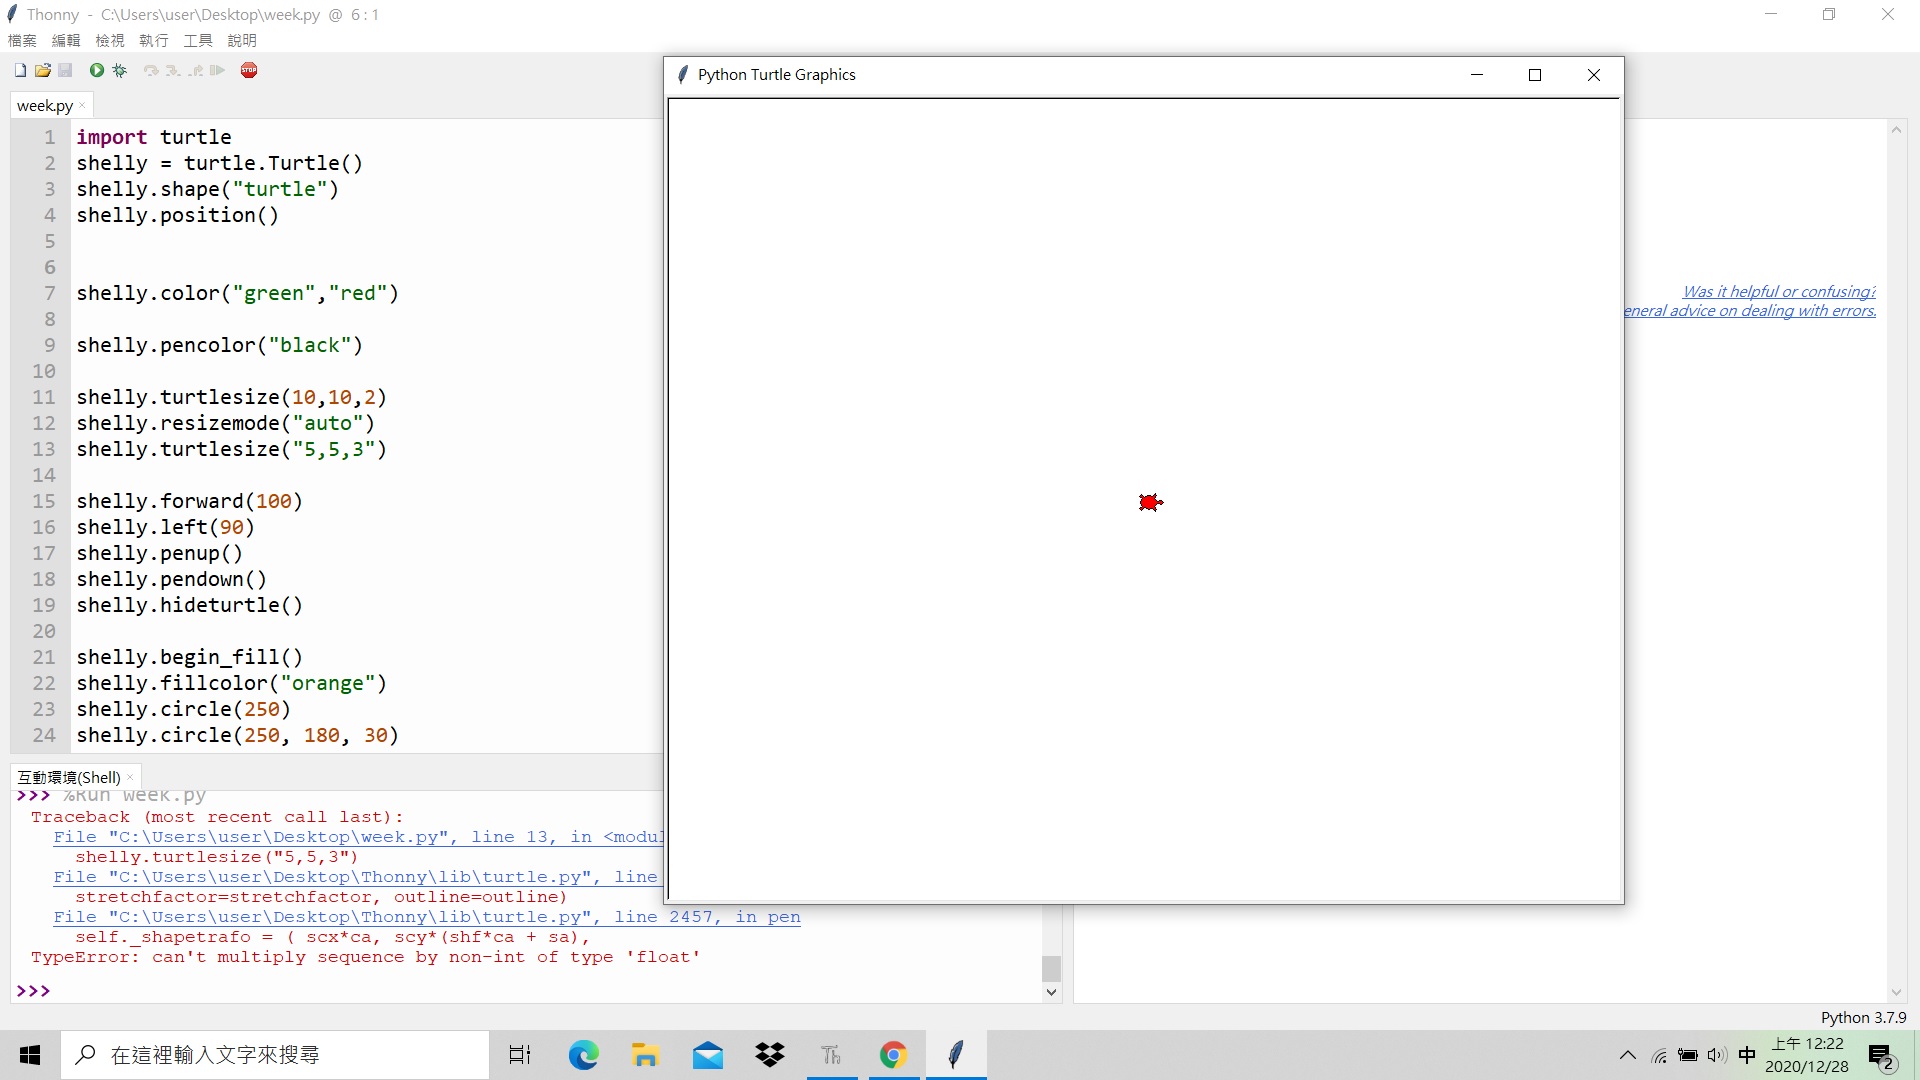 Thonny - C:\Users\user\Desktop\week.py @ 6 : 1
檔案 編輯 檢視 執行 工具 說明
STOP
week.py ×
1 import turtle
2 shelly = turtle.Turtle()
3 shelly.shape("turtle")
4 shelly.position()
5
6
7 shelly.color("green","red")
8
9 shelly.pencolor("black")
10
11 shelly.turtlesize(10,10,2)
12 shelly.resizemode("auto")
13 shelly.turtlesize("5,5,3")
14
15 shelly.forward(100)
16 shelly.left(90)
17 shelly.penup()
18 shelly.pendown()
19 shelly.hideturtle()
20
21 shelly.begin_fill()
22 shelly.fillcolor("orange")
23 shelly.circle(250)
24 shelly.circle(250, 180, 30)
Python Turtle Graphics
Was it helpful or confusing?
eneral advice on dealing with errors.
互動環境(Shell) ×
>>> %Run week.py
Traceback (most recent call last):
File "C:\Users\user\Desktop\week.py", line 13, in <modul
shelly.turtlesize("5,5,3")
File "C:\Users\user\Desktop\Thonny\lib\turtle.py", line
stretchfactor=stretchfactor, outline=outline)
File "C:\Users\user\Desktop\Thonny\lib\turtle.py", line 2457, in pen
self._shapetrafo = ( scx*ca, scy*(shf*ca + sa),
TypeError: can't multiply sequence by non-int of type 'float'
>>>
Python 3.7.9
在這裡輸入文字來搜尋
Th
中
上午 12:22
2020/12/28
2